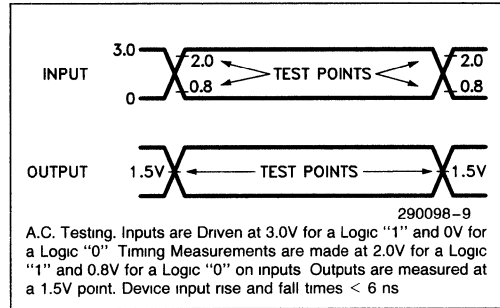 3.0
INPUT 2.0 TEST POINTS 2.0
0.8 0.8
0
OUTPUT 1.5V TEST POINTS 1.5V
290098-9
A.C. Testing. Inputs are Driven at 3.0V for a Logic "1" and 0V for
a Logic "0" Timing Measurements are made at 2.0V for a Logic
"1" and 0.8V for a Logic "0" on inputs Outputs are measured at
a 1.5V point. Device input rise and fall times < 6 ns